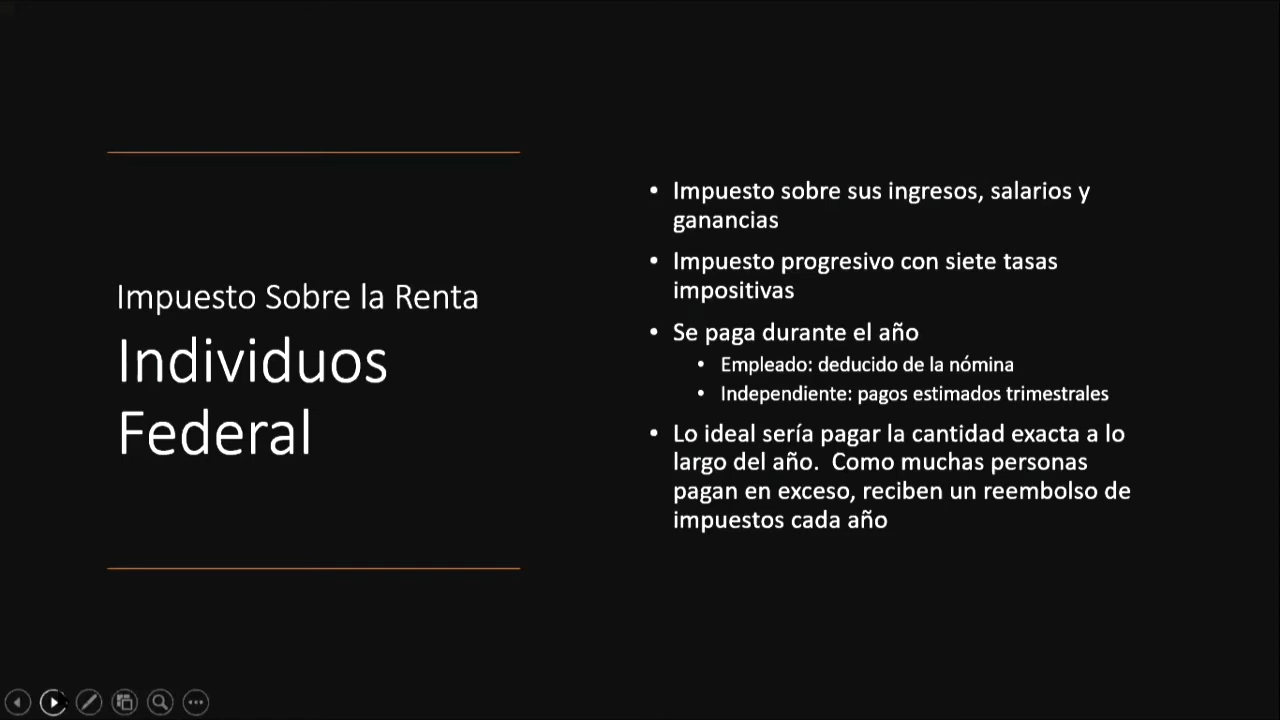 Impuesto Sobre la Renta
Individuos
Federal
• Impuesto sobre sus ingresos, salarios y
ganancias
• Impuesto progresivo con siete tasas
impositivas
• Se paga durante el año
• Empleado: deducido de la nómina
• Independiente: pagos estimados trimestrales
• Lo ideal sería pagar la cantidad exacta a lo
largo del año.  Como muchas personas
pagan en exceso, reciben un reembolso de
impuestos cada año